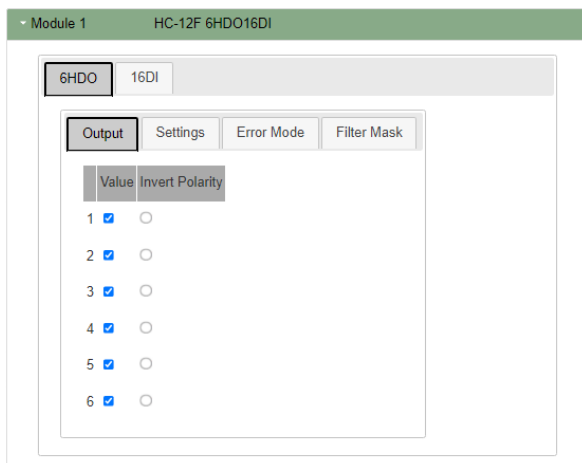 Module 1 HC-12F 6HDO16DI
6HDO 16DI
Output Settings Error Mode Filter Mask
Value Invert Polarity
1
2
3
4
5
6